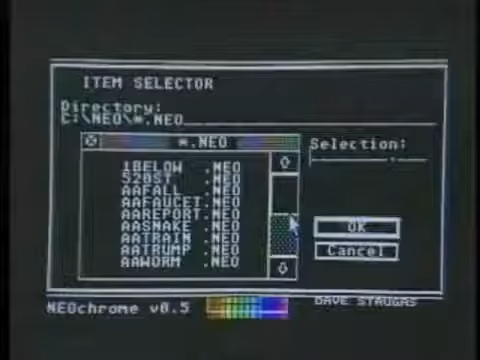 ITEM SELECTOR
Directory:
C:\NEO\*.NEO
*.NEO
Selection:
1BELOW .NEO
520ST .NEO
AAFALL .NEO
AAFAUCET.NEO
AAREPORT.NEO
AASNAKE .NEO
AATRAIN .NEO
AATRUMP .NEO
AAWORM .NEO
OK
Cancel
NEOchrome v0.5
DAVE STAUGAS